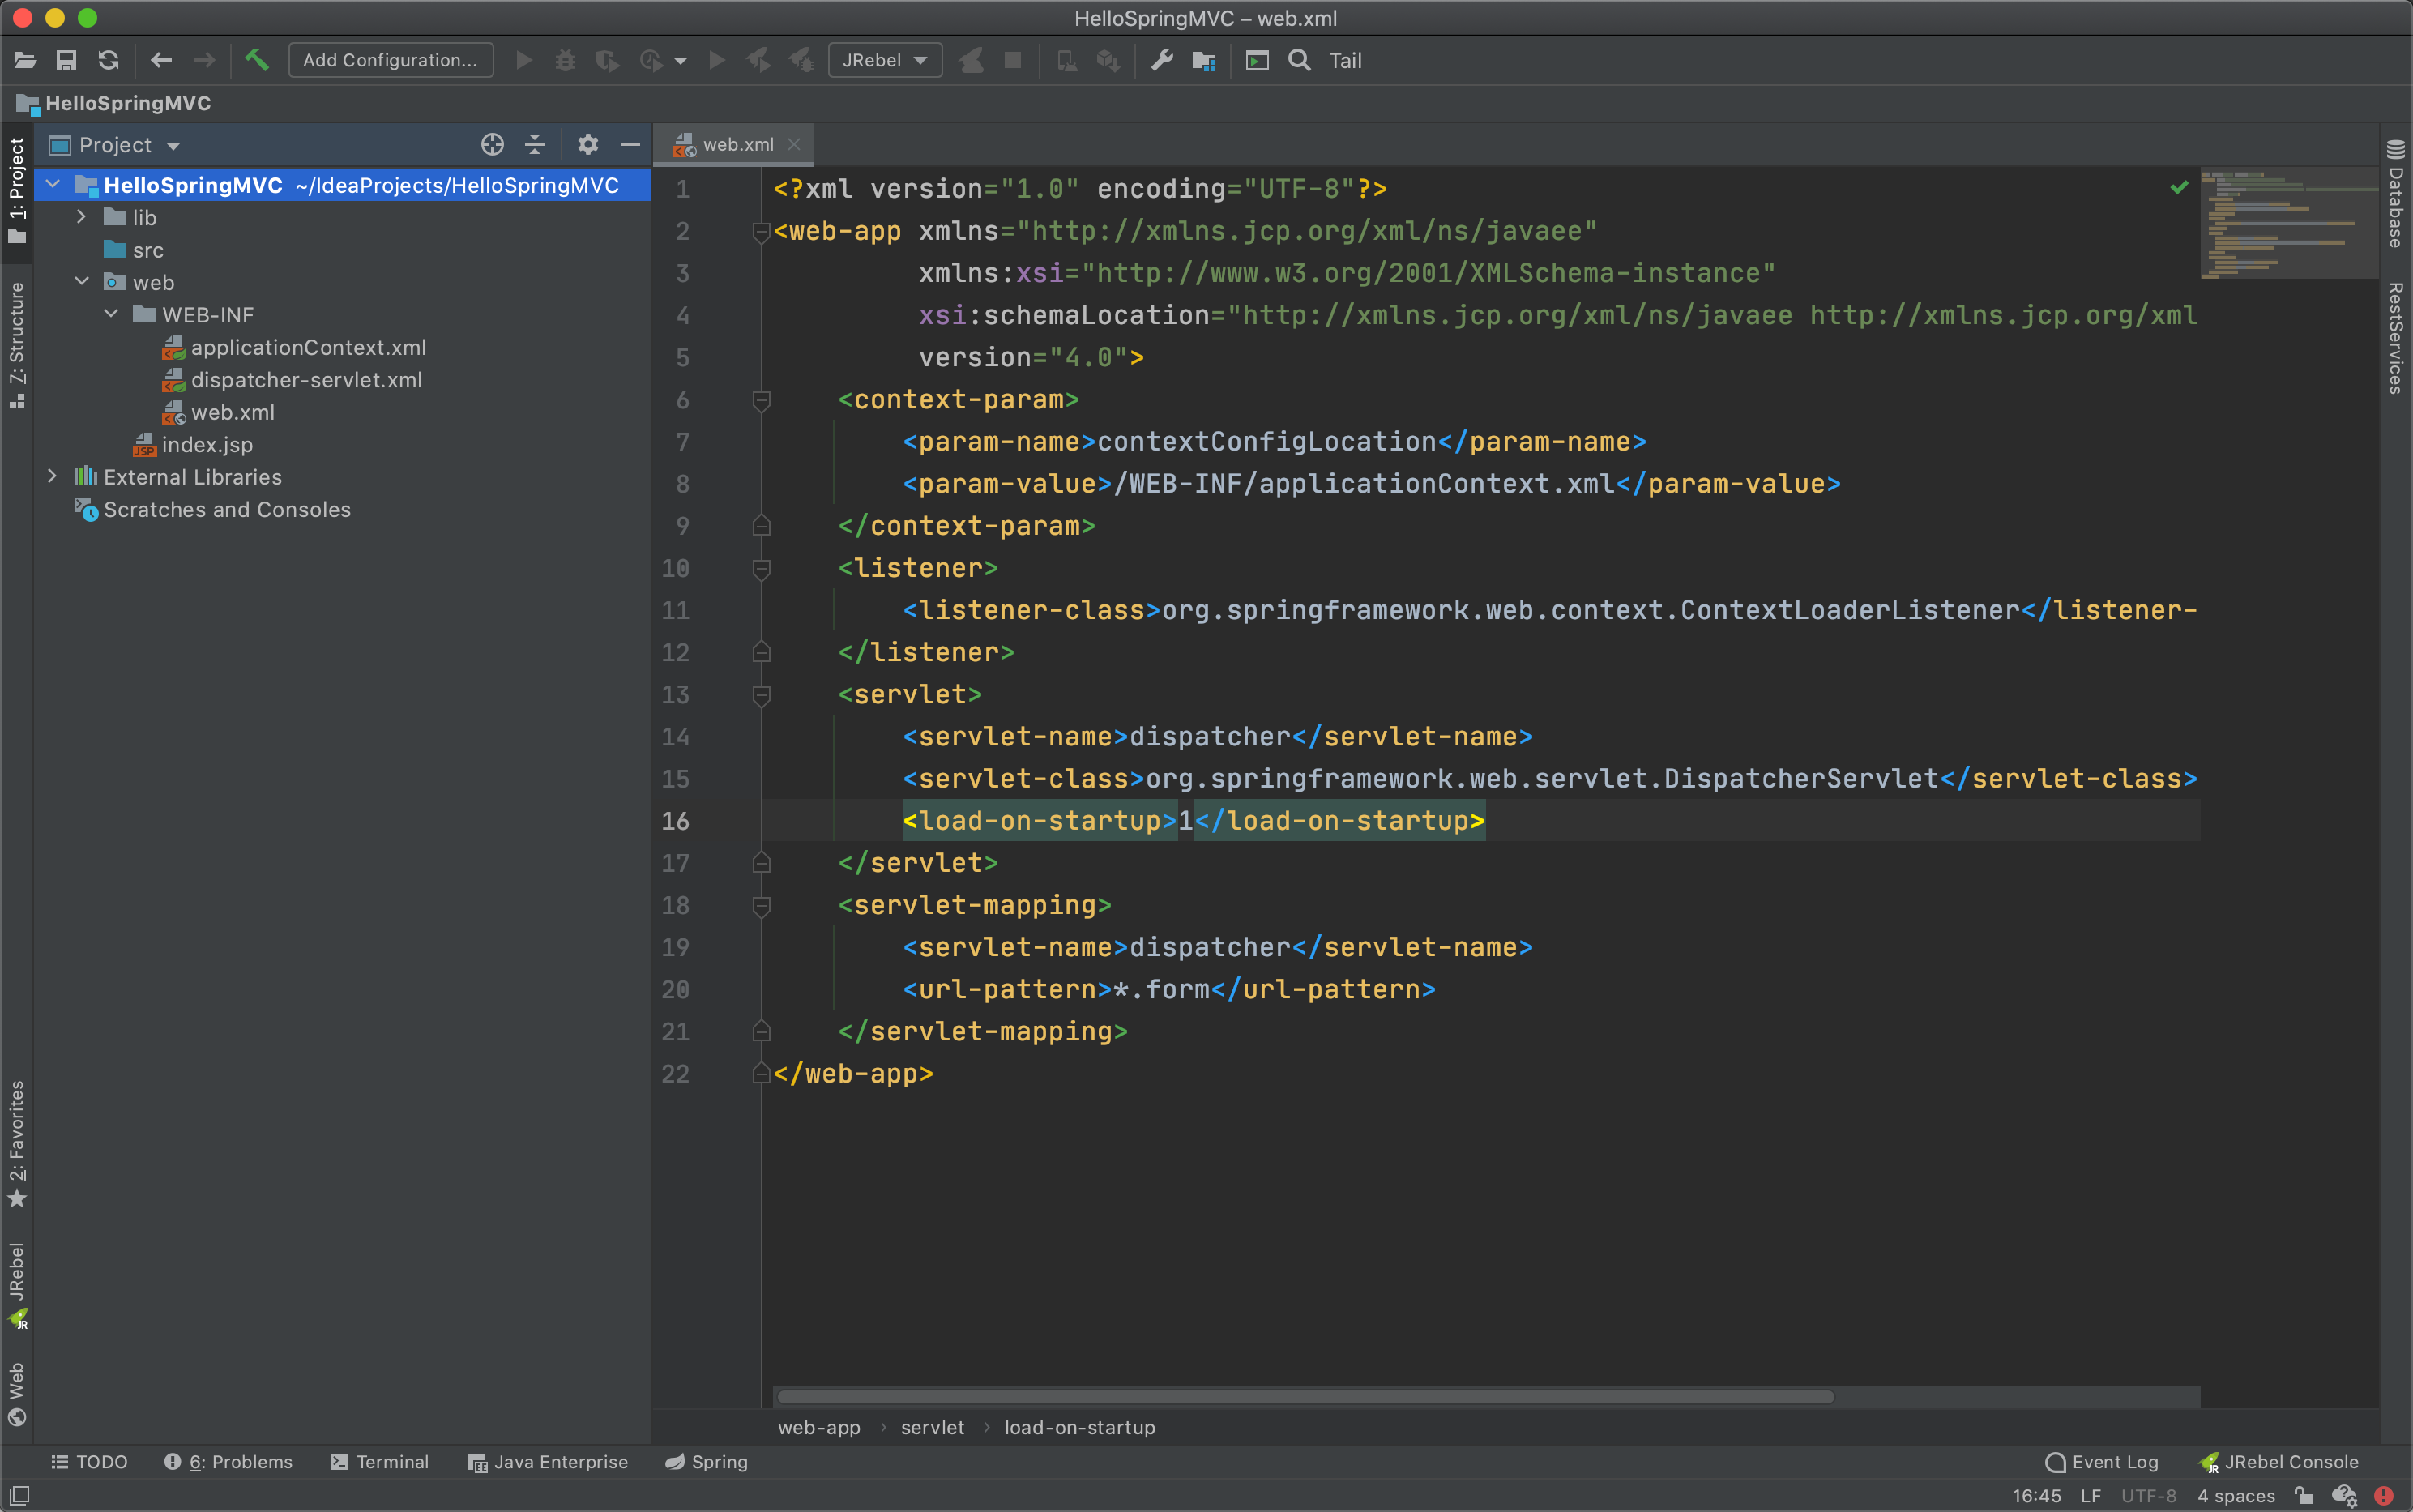 HelloSpringMVC – web.xml
Add Configuration...
JRebel
Tail
HelloSpringMVC
Project
web.xml
1: Project
Z: Structure
2: Favorites
JRebel
Web
HelloSpringMVC ~/IdeaProjects/HelloSpringMVC
lib
src
web
WEB-INF
applicationContext.xml
dispatcher-servlet.xml
web.xml
index.jsp
External Libraries
Scratches and Consoles
1 <?xml version="1.0" encoding="UTF-8"?>
2 <web-app xmlns="http://xmlns.jcp.org/xml/ns/javaee"
3 xmlns:xsi="http://www.w3.org/2001/XMLSchema-instance"
4 xsi:schemaLocation="http://xmlns.jcp.org/xml/ns/javaee http://xmlns.jcp.org/xml
5 version="4.0">
6 <context-param>
7 <param-name>contextConfigLocation</param-name>
8 <param-value>/WEB-INF/applicationContext.xml</param-value>
9 </context-param>
10 <listener>
11 <listener-class>org.springframework.web.context.ContextLoaderListener</listener-
12 </listener>
13 <servlet>
14 <servlet-name>dispatcher</servlet-name>
15 <servlet-class>org.springframework.web.servlet.DispatcherServlet</servlet-class>
16 <load-on-startup>1</load-on-startup>
17 </servlet>
18 <servlet-mapping>
19 <servlet-name>dispatcher</servlet-name>
20 <url-pattern>*.form</url-pattern>
21 </servlet-mapping>
22 </web-app>
Database
RestServices
web-app › servlet › load-on-startup
TODO
6: Problems
Terminal
Java Enterprise
Spring
Event Log
JRebel Console
16:45 LF UTF-8 4 spaces